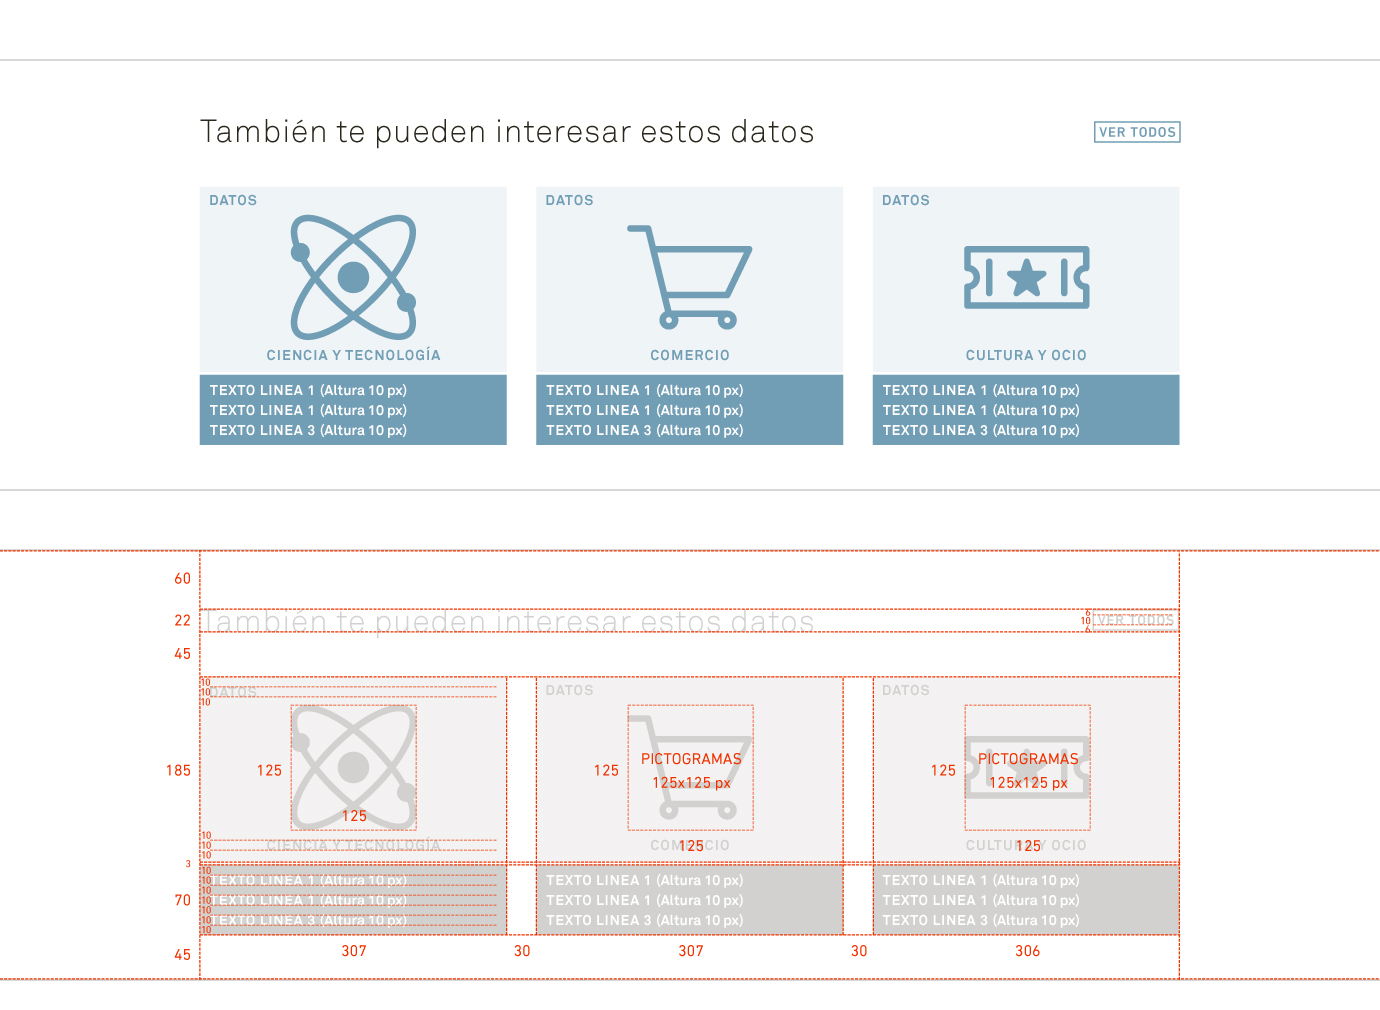 También te pueden interesar estos datos
VER TODOS
DATOS
CIENCIA Y TECNOLOGÍA
TEXTO LINEA 1 (Altura 10 px)
TEXTO LINEA 1 (Altura 10 px)
TEXTO LINEA 3 (Altura 10 px)
DATOS
COMERCIO
TEXTO LINEA 1 (Altura 10 px)
TEXTO LINEA 1 (Altura 10 px)
TEXTO LINEA 3 (Altura 10 px)
DATOS
CULTURA Y OCIO
TEXTO LINEA 1 (Altura 10 px)
TEXTO LINEA 1 (Altura 10 px)
TEXTO LINEA 3 (Altura 10 px)
60
22
También te pueden interesar estos datos
6
10
6
VER TODOS
45
10
10
10
DATOS
185
125
125
10
10
10
CIENCIA Y TECNOLOGÍA
3
70
10
10
10
10
10
10
10
TEXTO LINEA 1 (Altura 10 px)
TEXTO LINEA 1 (Altura 10 px)
TEXTO LINEA 3 (Altura 10 px)
DATOS
125
PICTOGRAMAS
125x125 px
COMERCIO
125
TEXTO LINEA 1 (Altura 10 px)
TEXTO LINEA 1 (Altura 10 px)
TEXTO LINEA 3 (Altura 10 px)
DATOS
125
PICTOGRAMAS
125x125 px
CULTURA Y OCIO
125
TEXTO LINEA 1 (Altura 10 px)
TEXTO LINEA 1 (Altura 10 px)
TEXTO LINEA 3 (Altura 10 px)
45
307
30
307
30
306